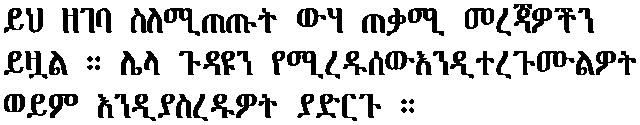 ይህ ዘገባ ስለሚጠጡት ውሃ ጠቃሚ መረጃዎችን
ይዟል ። ሌላ ጉዳዩን የሚረዱሰውእንዲተረጉሙልዎት
ወይም እንዲያስረዱዎት ያድርጉ ።